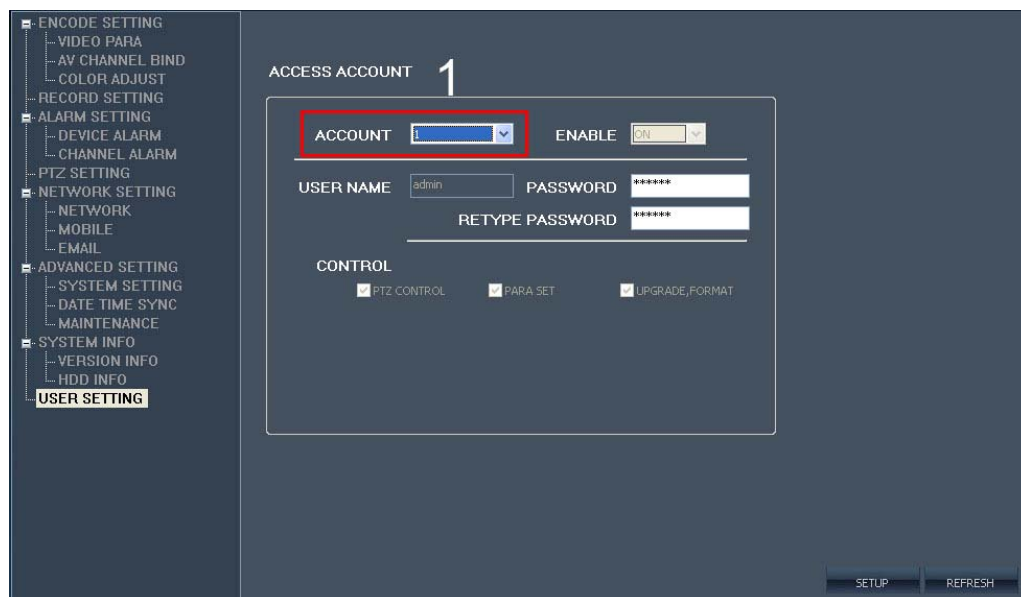 ENCODE SETTING
VIDEO PARA
AV CHANNEL BIND
COLOR ADJUST
RECORD SETTING
ALARM SETTING
DEVICE ALARM
CHANNEL ALARM
PTZ SETTING
NETWORK SETTING
NETWORK
MOBILE
EMAIL
ADVANCED SETTING
SYSTEM SETTING
DATE TIME SYNC
MAINTENANCE
SYSTEM INFO
VERSION INFO
HDD INFO
USER SETTING
ACCESS ACCOUNT 1
ACCOUNT 1 ENABLE ON
USER NAME admin PASSWORD ******
RETYPE PASSWORD ******
CONTROL
PTZ CONTROL PARA SET UPGRADE,FORMAT
SETUP REFRESH